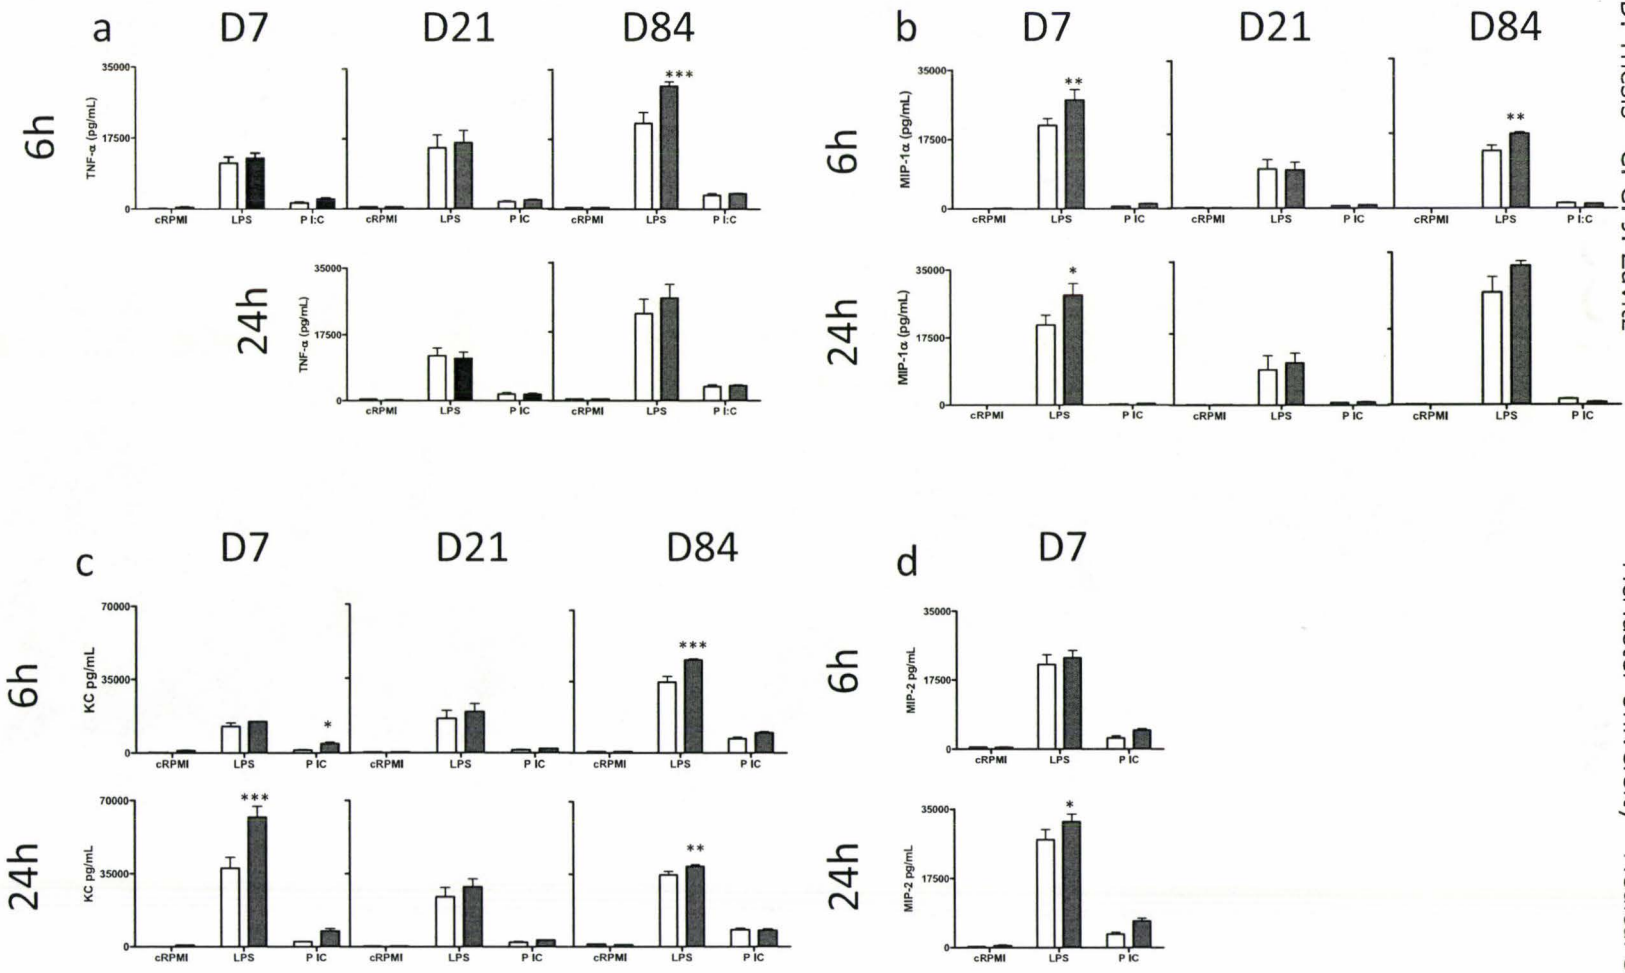 a D7 D21 D84
6h
TNF-α (pg/mL)
35000
17500
0
***
cRPMI LPS P I:C cRPMI LPS P IC cRPMI LPS P I:C
24h
TNF-α (pg/mL)
35000
17500
0
cRPMI LPS P IC cRPMI LPS P I:C
b D7 D21 D84
6h
MIP-1α (pg/mL)
35000
17500
0
** **
cRPMI LPS P IC cRPMI LPS P IC cRPMI LPS P I:C
24h
MIP-1α (pg/mL)
35000
17500
0
*
cRPMI LPS P IC cRPMI LPS P IC cRPMI LPS P IC
c D7 D21 D84
6h
KC pg/mL
70000
35000
0
* ***
cRPMI LPS P IC cRPMI LPS P IC cRPMI LPS P IC
24h
KC pg/mL
70000
35000
0
*** **
cRPMI LPS P IC cRPMI LPS P IC cRPMI LPS P IC
d D7
6h
MIP-2 pg/mL
35000
17500
0
cRPMI LPS P IC
24h
MIP-2 pg/mL
35000
17500
0
*
cRPMI LPS P IC